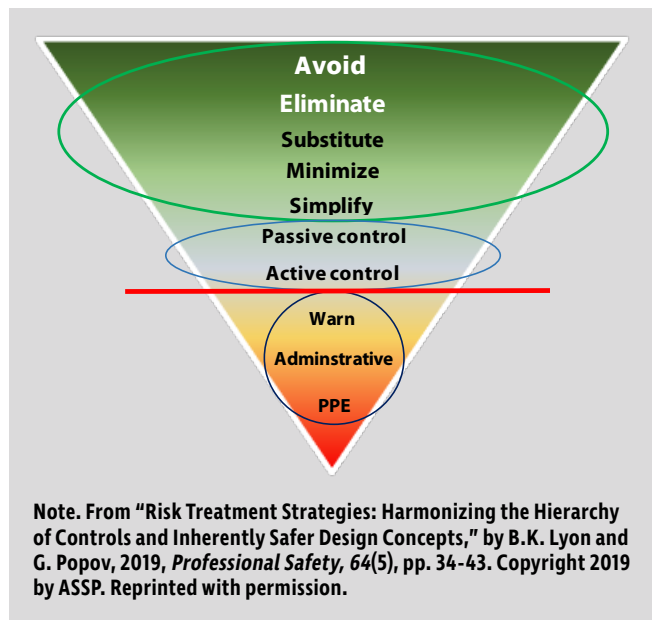 Avoid
Eliminate
Substitute
Minimize
Simplify
Passive control
Active control
Warn
Adminstrative
PPE
Note. From “Risk Treatment Strategies: Harmonizing the Hierarchy
of Controls and Inherently Safer Design Concepts,” by B.K. Lyon and
G. Popov, 2019, Professional Safety, 64(5), pp. 34-43. Copyright 2019
by ASSP. Reprinted with permission.